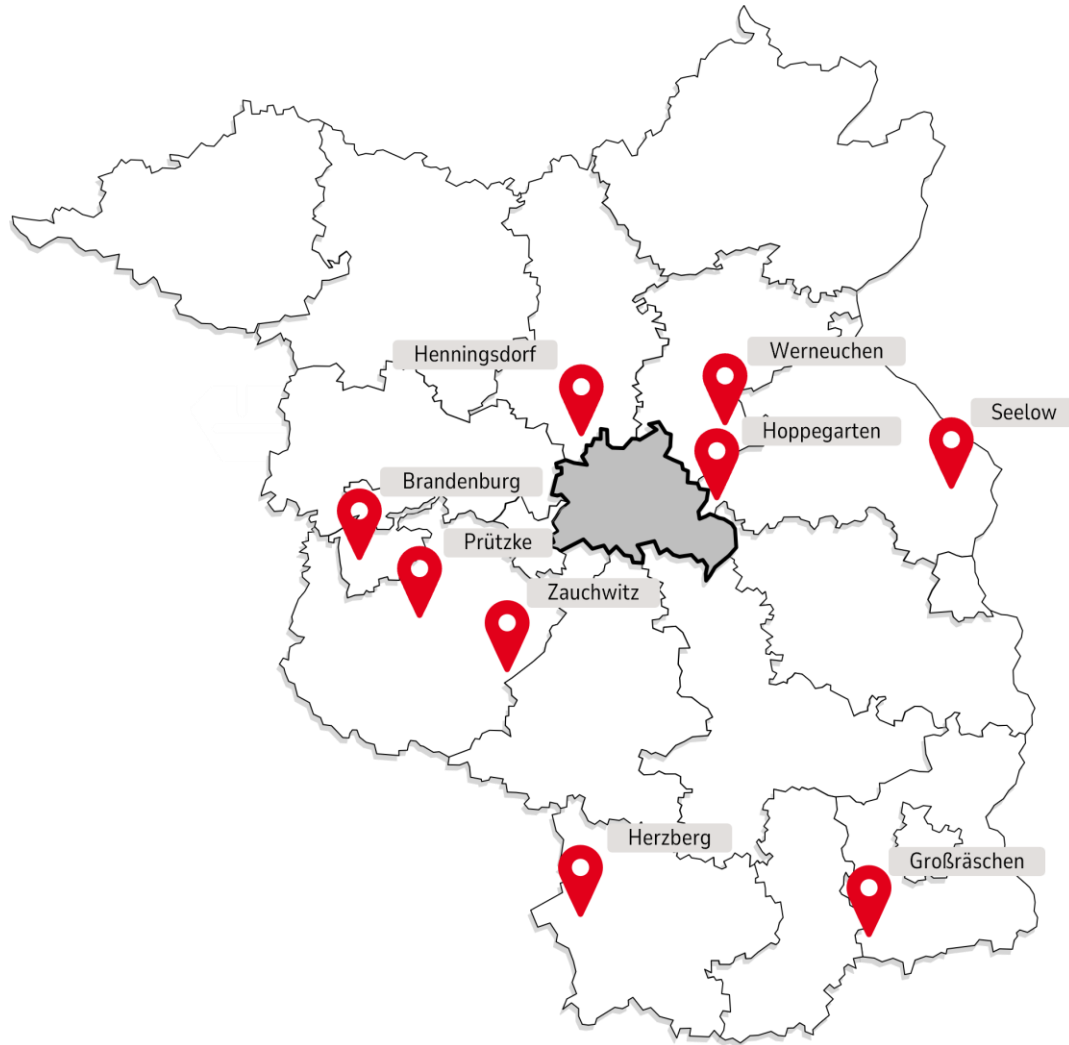 Henningsdorf
Werneuchen
Seelow
Hoppegarten
Brandenburg
Prützke
Zauchwitz
Herzberg
Großräschen